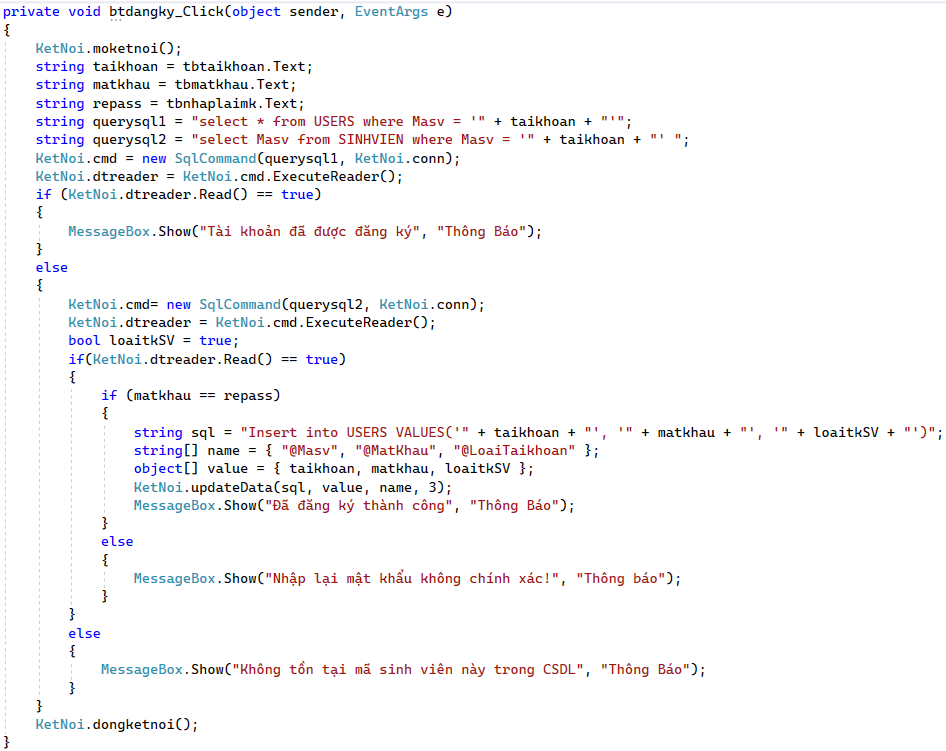 private void btdangky_Click(object sender, EventArgs e)
{
    KetNoi.moketnoi();
    string taikhoan = tbtaikhoan.Text;
    string matkhau = tbmatkhau.Text;
    string repass = tbnhaplaimk.Text;
    string querysql1 = "select * from USERS where Masv = '" + taikhoan + "'";
    string querysql2 = "select Masv from SINHVIEN where Masv = '" + taikhoan + "' ";
    KetNoi.cmd = new SqlCommand(querysql1, KetNoi.conn);
    KetNoi.dtreader = KetNoi.cmd.ExecuteReader();
    if (KetNoi.dtreader.Read() == true)
    {
        MessageBox.Show("Tài khoản đã được đăng ký", "Thông Báo");
    }
    else
    {
        KetNoi.cmd= new SqlCommand(querysql2, KetNoi.conn);
        KetNoi.dtreader = KetNoi.cmd.ExecuteReader();
        bool loaitkSV = true;
        if(KetNoi.dtreader.Read() == true)
        {
            if (matkhau == repass)
            {
                string sql = "Insert into USERS VALUES('" + taikhoan + "', '" + matkhau + "', '" + loaitkSV + "')";
                string[] name = { "@Masv", "@MatKhau", "@LoaiTaikhoan" };
                object[] value = { taikhoan, matkhau, loaitkSV };
                KetNoi.updateData(sql, value, name, 3);
                MessageBox.Show("Đã đăng ký thành công", "Thông Báo");
            }
            else
            {
                MessageBox.Show("Nhập lại mật khẩu không chính xác!", "Thông báo");
            }
        }
        else
        {
            MessageBox.Show("Không tồn tại mã sinh viên này trong CSDL", "Thông Báo");
        }
    }
    KetNoi.dongketnoi();
}